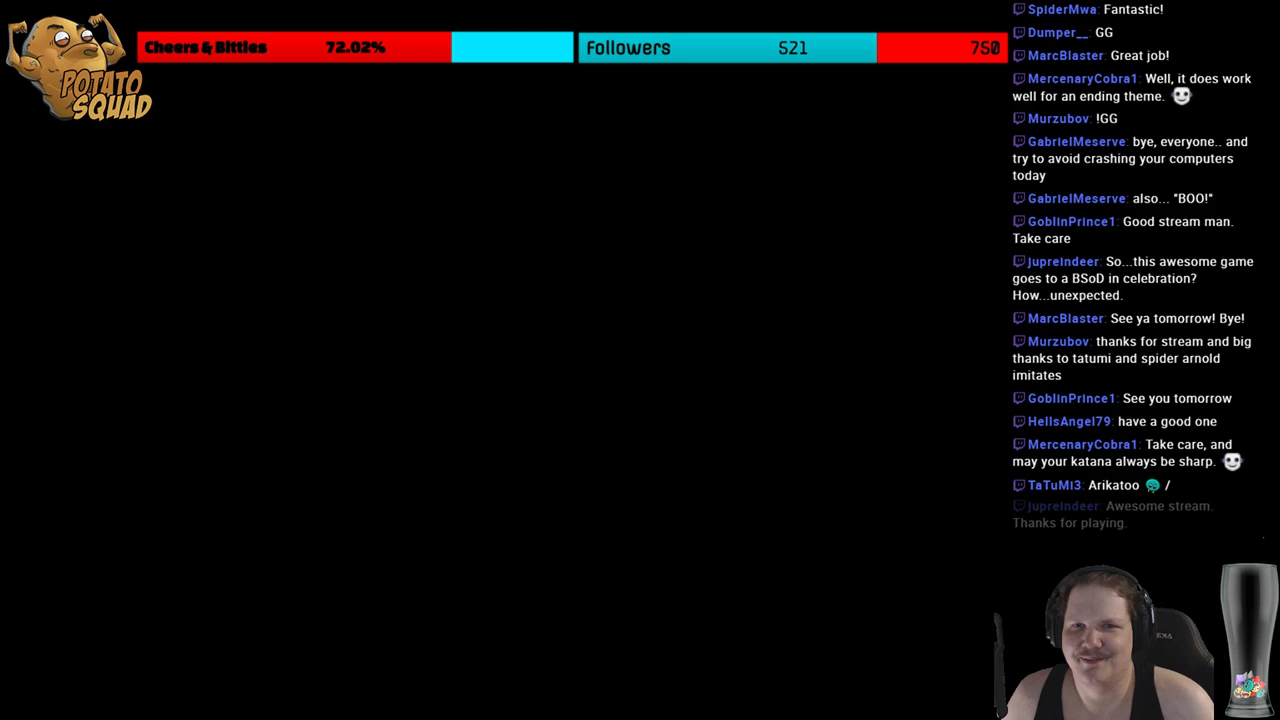 POTATO
SQUAD
Cheers & Bitties 72.02%
Followers 521 750
SpiderMwa: Fantastic!
Dumper__: GG
MarcBlaster: Great job!
MercenaryCobra1: Well, it does work
well for an ending theme.
Murzubov: !GG
GabrielMeserve: bye, everyone.. and
try to avoid crashing your computers
today
GabrielMeserve: also... "BOO!"
GoblinPrince1: Good stream man.
Take care
jupreindeer: So...this awesome game
goes to a BSoD in celebration?
How...unexpected.
MarcBlaster: See ya tomorrow! Bye!
Murzubov: thanks for stream and big
thanks to tatumi and spider arnold
imitates
GoblinPrince1: See you tomorrow
HellsAngel79: have a good one
MercenaryCobra1: Take care, and
may your katana always be sharp.
TaTuMi3: Arikatoo /
jupreindeer: Awesome stream.
Thanks for playing.